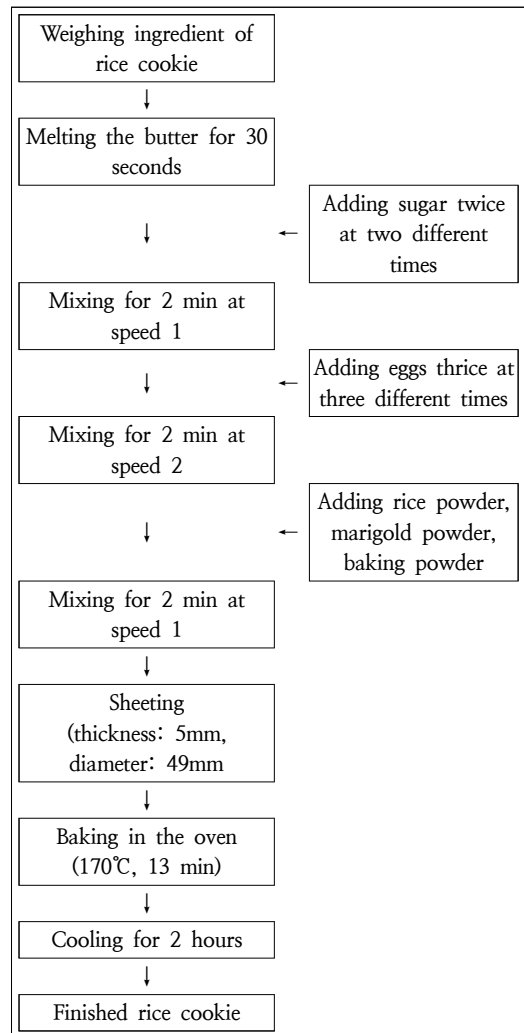 Weighing ingredient of
rice cookie
↓
Melting the butter for 30
seconds
↓
←
Adding sugar twice
at two different
times
Mixing for 2 min at
speed 1
↓
←
Adding eggs thrice at
three different times
Mixing for 2 min at
speed 2
↓
←
Adding rice powder,
marigold powder,
baking powder
Mixing for 2 min at
speed 1
↓
Sheeting
(thickness: 5mm,
diameter: 49mm
↓
Baking in the oven
(170℃, 13 min)
↓
Cooling for 2 hours
↓
Finished rice cookie